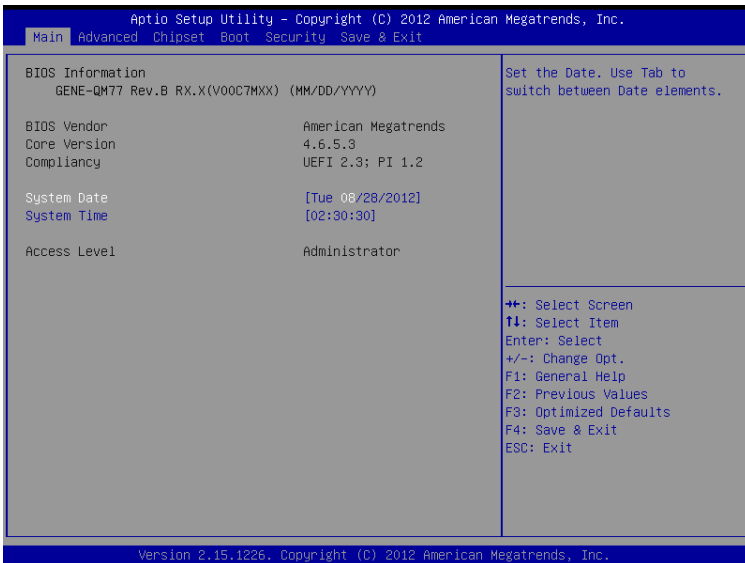 Aptio Setup Utility – Copyright (C) 2012 American Megatrends, Inc.
Main Advanced Chipset Boot Security Save & Exit
BIOS Information
GENE-QM77 Rev.B RX.X(V00C7MXX) (MM/DD/YYYY)
BIOS Vendor American Megatrends
Core Version 4.6.5.3
Compliancy UEFI 2.3; PI 1.2
System Date [Tue 08/28/2012]
System Time [02:30:30]
Access Level Administrator
Set the Date. Use Tab to
switch between Date elements.
→←: Select Screen
↑↓: Select Item
Enter: Select
+/-: Change Opt.
F1: General Help
F2: Previous Values
F3: Optimized Defaults
F4: Save & Exit
ESC: Exit
Version 2.15.1226. Copyright (C) 2012 American Megatrends, Inc.